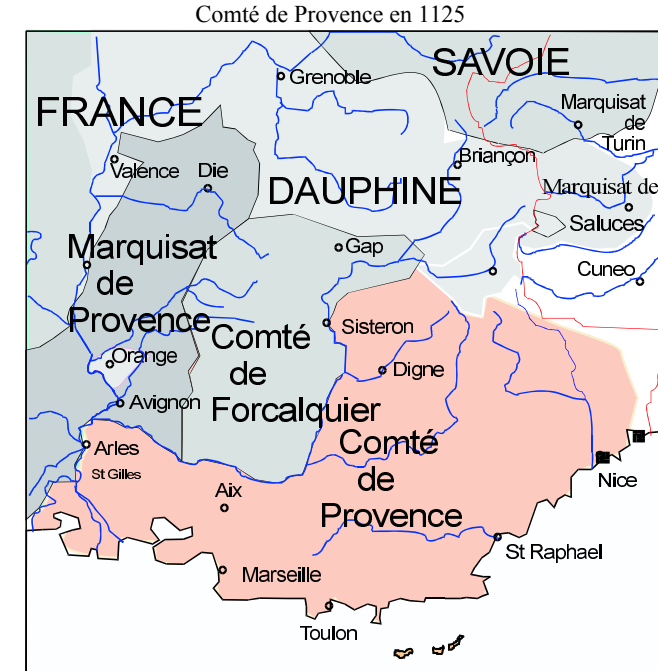 Comté de Provence en 1125
SAVOIE
Grenoble
FRANCE
Marquisat
de
Turin
Briançon
Valence
Die
DAUPHINE
Marquisat de
Saluces
Marquisat
de
Provence
Gap
Cuneo
Comté
de
Forcalquier
Sisteron
Orange
Digne
Avignon
Comté
de
Provence
Arles
St Gilles
Aix
Nice
St Raphael
Marseille
Toulon